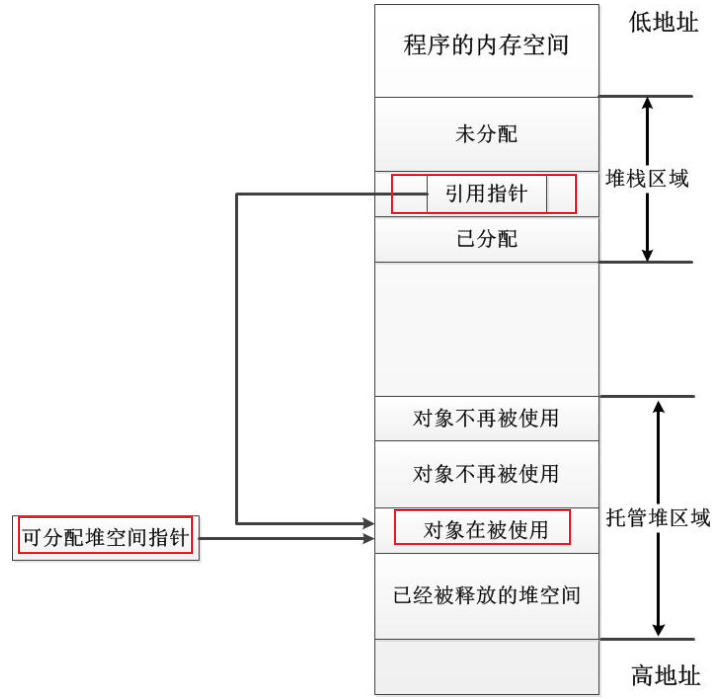 低地址
程序的内存空间
未分配
引用指针
堆栈区域
已分配
对象不再被使用
对象不再被使用
可分配堆空间指针
对象在被使用
托管堆区域
已经被释放的堆空间
高地址